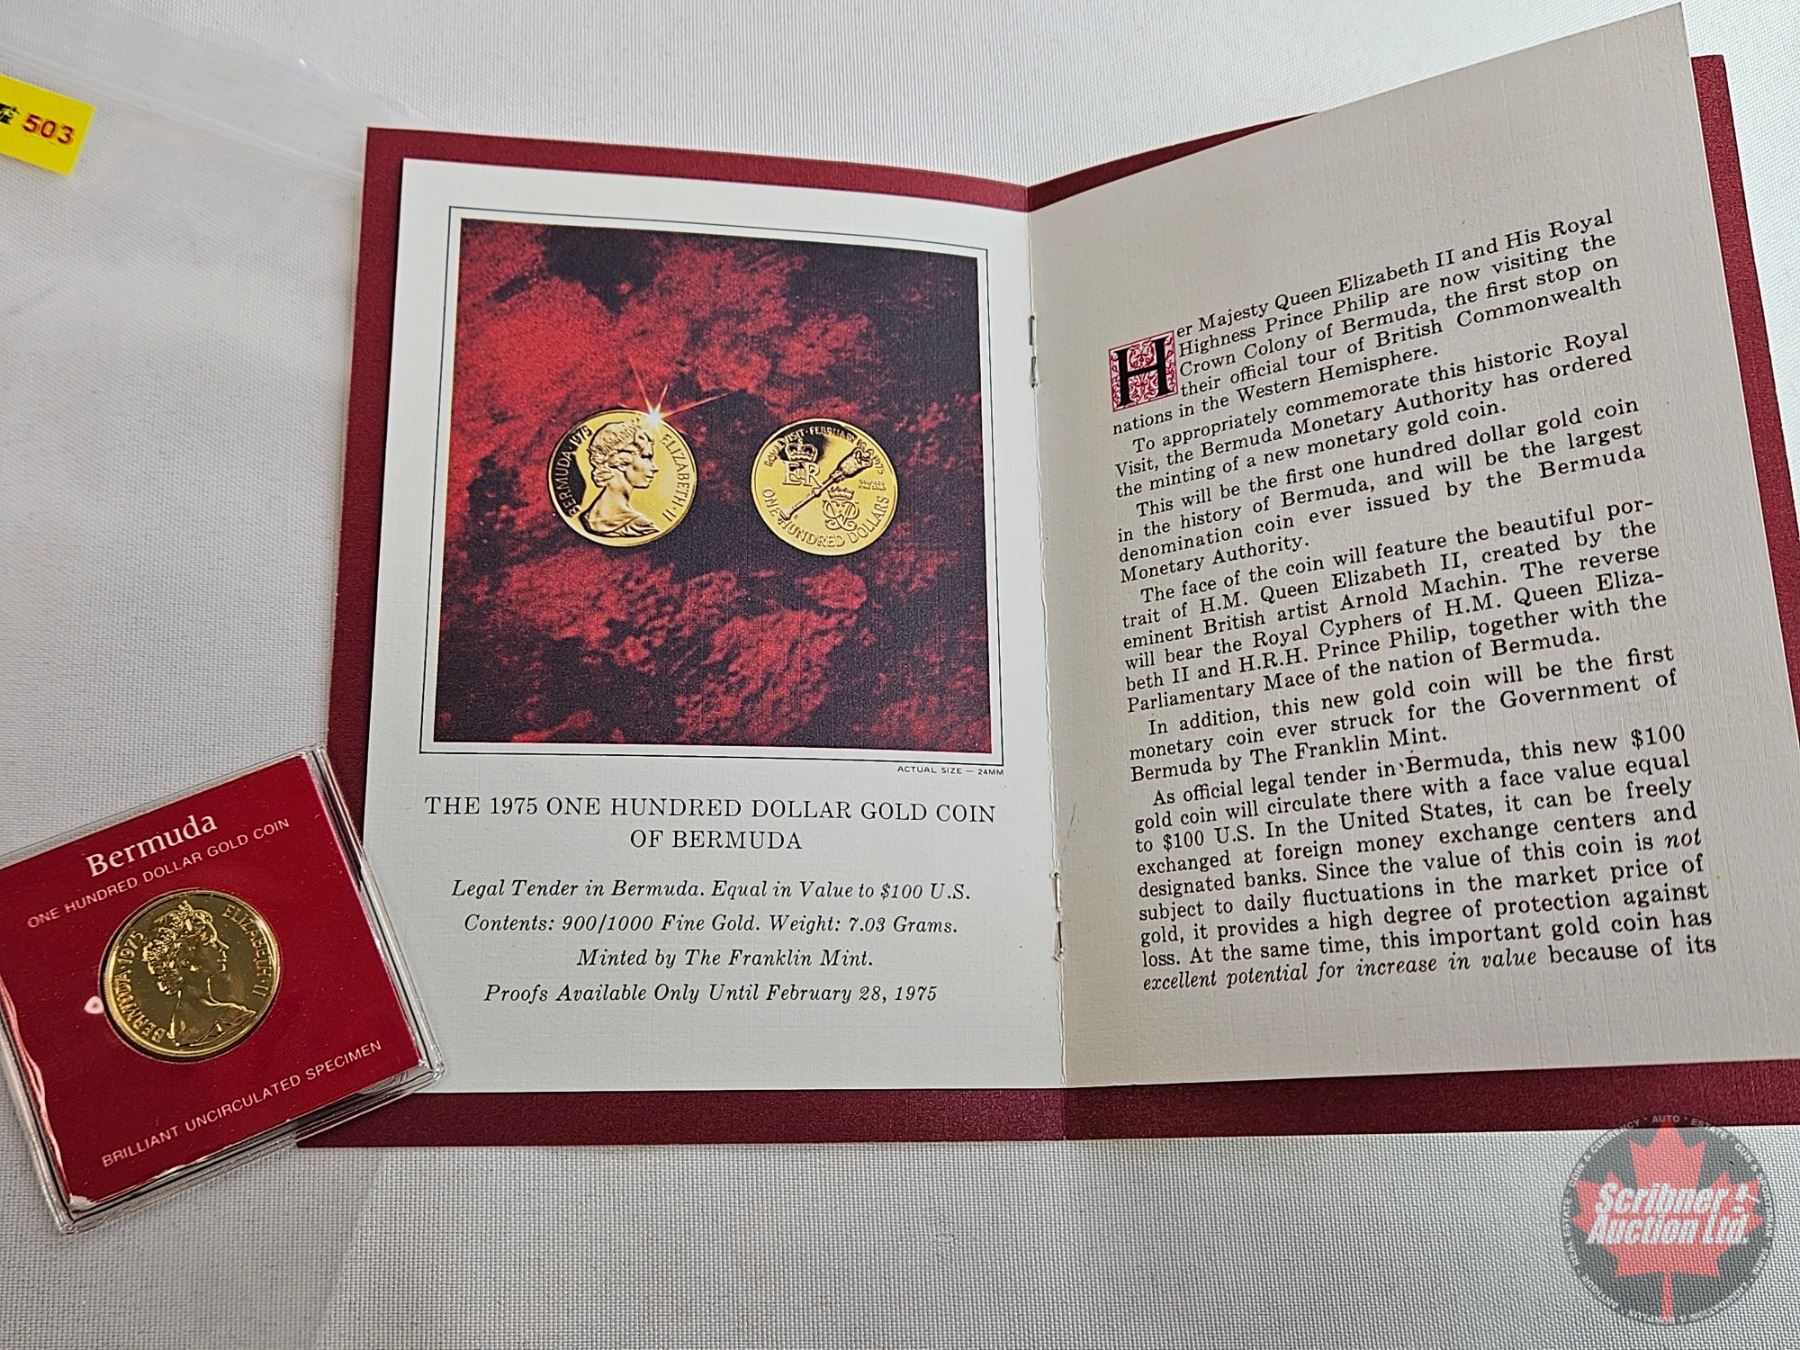 503
BERMUDA · 1975 ELIZABETH · II
ONE HUNDRED DOLLARS
ACTUAL SIZE — 24MM
THE 1975 ONE HUNDRED DOLLAR GOLD COIN
OF BERMUDA
Legal Tender in Bermuda. Equal in Value to $100 U.S.
Contents: 900/1000 Fine Gold. Weight: 7.03 Grams.
Minted by The Franklin Mint.
Proofs Available Only Until February 28, 1975
Her Majesty Queen Elizabeth II and His Royal
Highness Prince Philip are now visiting the
Crown Colony of Bermuda, the first stop on
their official tour of British Commonwealth
nations in the Western Hemisphere.
To appropriately commemorate this historic Royal
Visit, the Bermuda Monetary Authority has ordered
the minting of a new monetary gold coin.
This will be the first one hundred dollar gold coin
in the history of Bermuda, and will be the largest
denomination coin ever issued by the Bermuda
Monetary Authority.
The face of the coin will feature the beautiful por-
trait of H.M. Queen Elizabeth II, created by the
eminent British artist Arnold Machin. The reverse
will bear the Royal Cyphers of H.M. Queen Eliza-
beth II and H.R.H. Prince Philip, together with the
Parliamentary Mace of the nation of Bermuda.
In addition, this new gold coin will be the first
monetary coin ever struck for the Government of
Bermuda by The Franklin Mint.
As official legal tender in Bermuda, this new $100
gold coin will circulate there with a face value equal
to $100 U.S. In the United States, it can be freely
exchanged at foreign money exchange centers and
designated banks. Since the value of this coin is not
subject to daily fluctuations in the market price of
gold, it provides a high degree of protection against
loss. At the same time, this important gold coin has
excellent potential for increase in value because of its
Bermuda
ONE HUNDRED DOLLAR GOLD COIN
BERMUDA · 1975 ELIZABETH · II
BRILLIANT UNCIRCULATED SPECIMEN
Scribner
Auction Ltd.